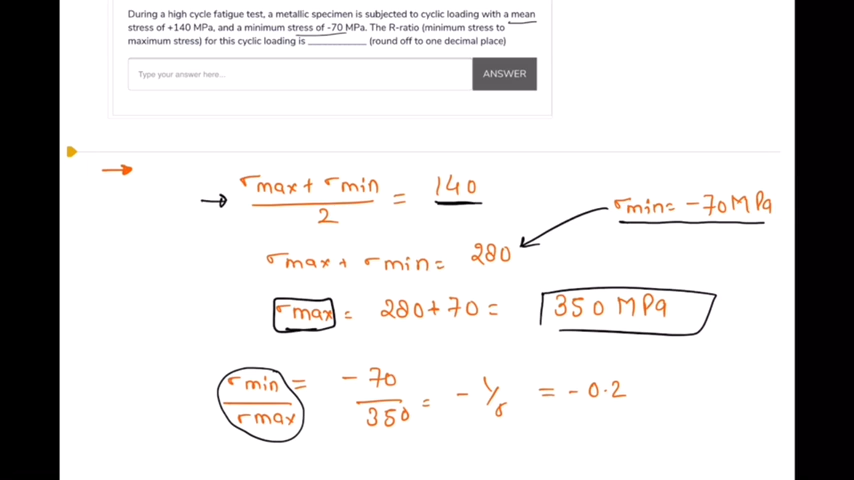 During a high cycle fatigue test, a metallic specimen is subjected to cyclic loading with a mean
stress of +140 MPa, and a minimum stress of -70 MPa. The R-ratio (minimum stress to
maximum stress) for this cyclic loading is __________ (round off to one decimal place)
Type your answer here... ANSWER
(σmax + σmin)/2 = 140
σmin = -70MPa
σmax + σmin = 280
σmax = 280+70 = 350 MPa
σmin/σmax = -70/350 = -1/5 = -0.2